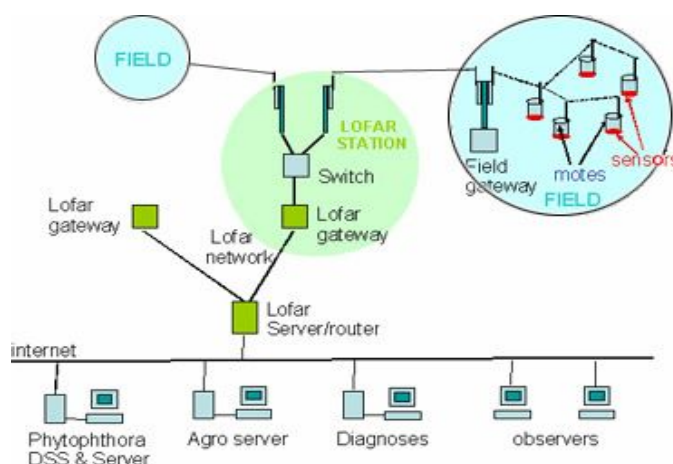 FIELD
LOFAR
STATION
Switch
Field
gateway
motes
sensors
FIELD
Lofar
gateway
Lofar
gateway
Lofar
network
Lofar
Server/router
internet
Phytophthora
DSS & Server
Agro server
Diagnoses
observers